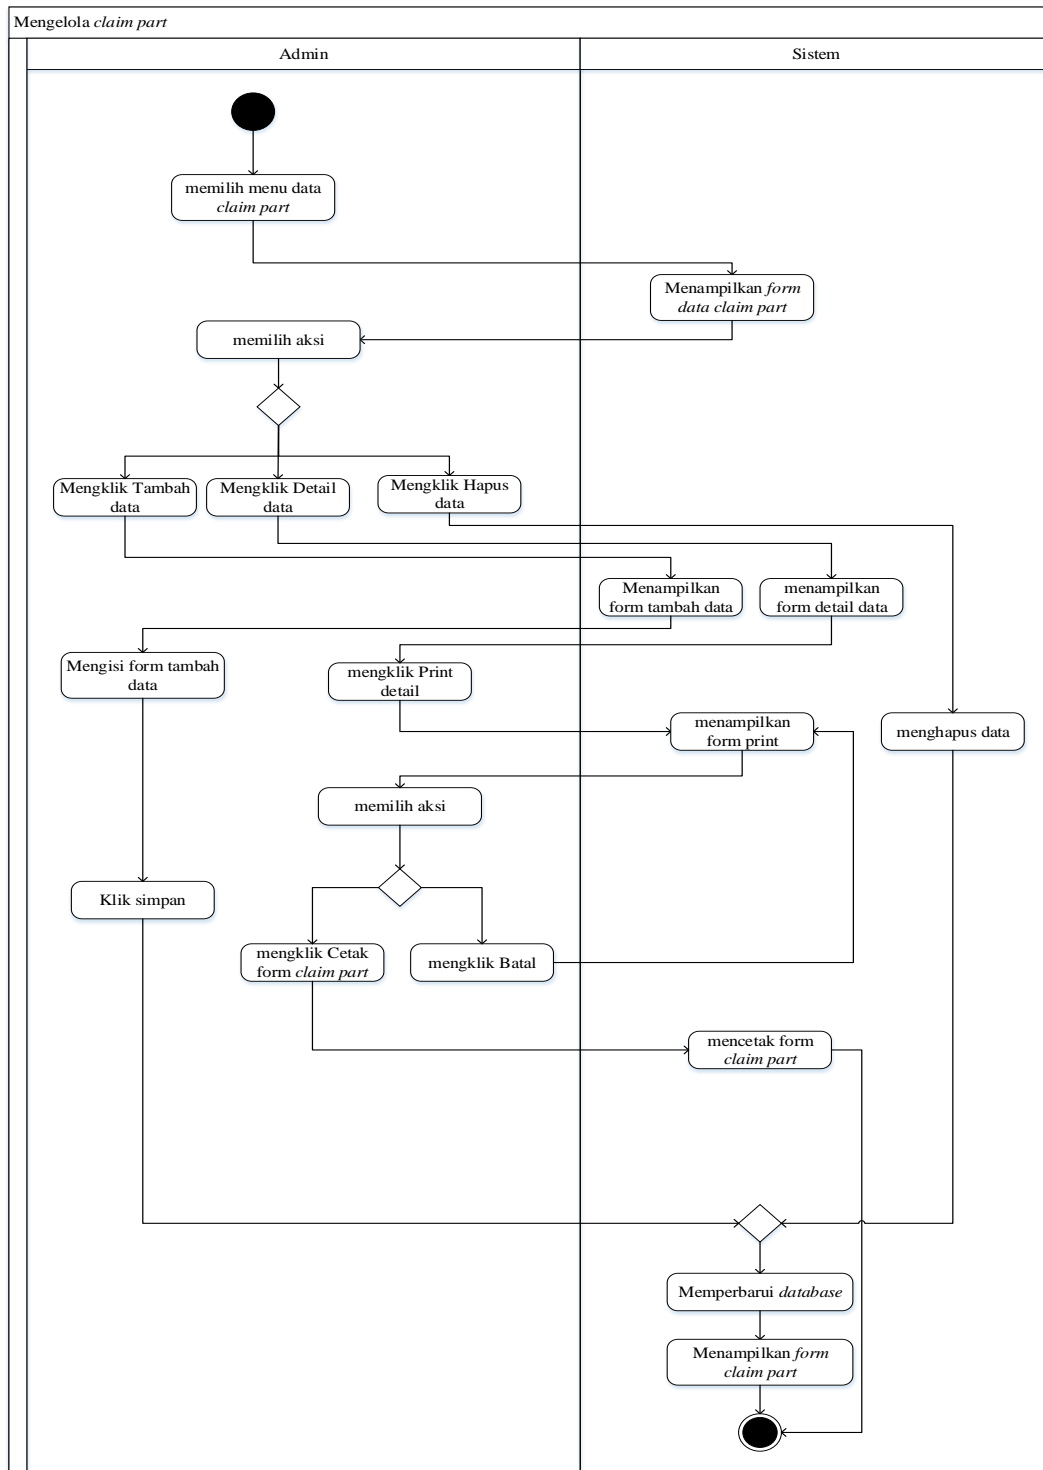 Mengelola claim part
Admin
Sistem
memilih menu data
claim part
Menampilkan form
data claim part
memilih aksi
Mengklik Tambah
data
Mengklik Detail
data
Mengklik Hapus
data
Menampilkan
form tambah data
menampilkan
form detail data
Mengisi form tambah
data
mengklik Print
detail
menampilkan
form print
menghapus data
memilih aksi
Klik simpan
mengklik Cetak
form claim part
mengklik Batal
mencetak form
claim part
Memperbarui database
Menampilkan form
claim part